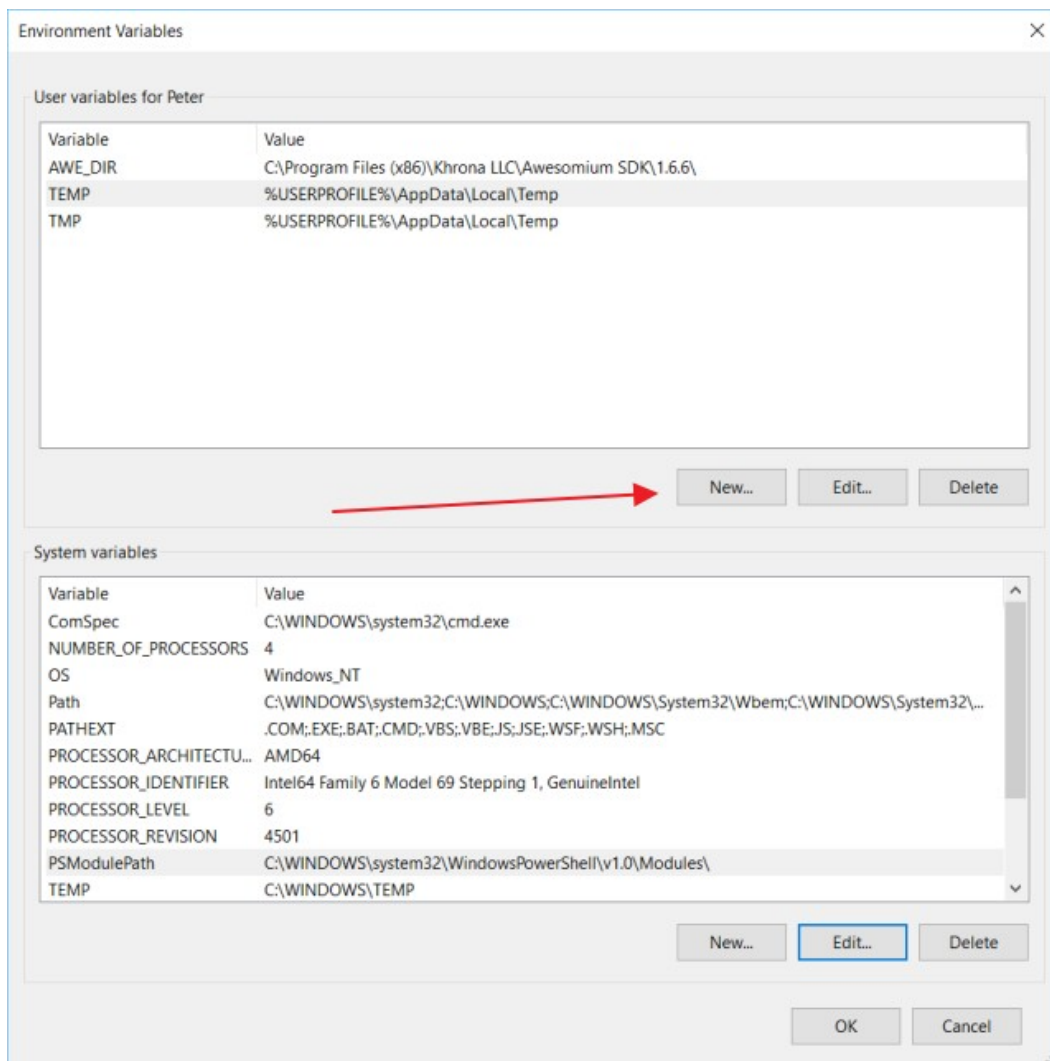 Environment Variables
User variables for Peter
Variable Value
AWE_DIR C:\Program Files (x86)\Khrona LLC\Awesomium SDK\1.6.6\
TEMP %USERPROFILE%\AppData\Local\Temp
TMP %USERPROFILE%\AppData\Local\Temp
New... Edit... Delete
System variables
Variable Value
ComSpec C:\WINDOWS\system32\cmd.exe
NUMBER_OF_PROCESSORS 4
OS Windows_NT
Path C:\WINDOWS\system32;C:\WINDOWS;C:\WINDOWS\System32\Wbem;C:\WINDOWS\System32\...
PATHEXT .COM;.EXE;.BAT;.CMD;.VBS;.VBE;.JS;.JSE;.WSF;.WSH;.MSC
PROCESSOR_ARCHITECTU... AMD64
PROCESSOR_IDENTIFIER Intel64 Family 6 Model 69 Stepping 1, GenuineIntel
PROCESSOR_LEVEL 6
PROCESSOR_REVISION 4501
PSModulePath C:\WINDOWS\system32\WindowsPowerShell\v1.0\Modules\
TEMP C:\WINDOWS\TEMP
New... Edit... Delete
OK Cancel